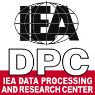 IEA
DPC
IEA DATA PROCESSING
AND RESEARCH CENTER